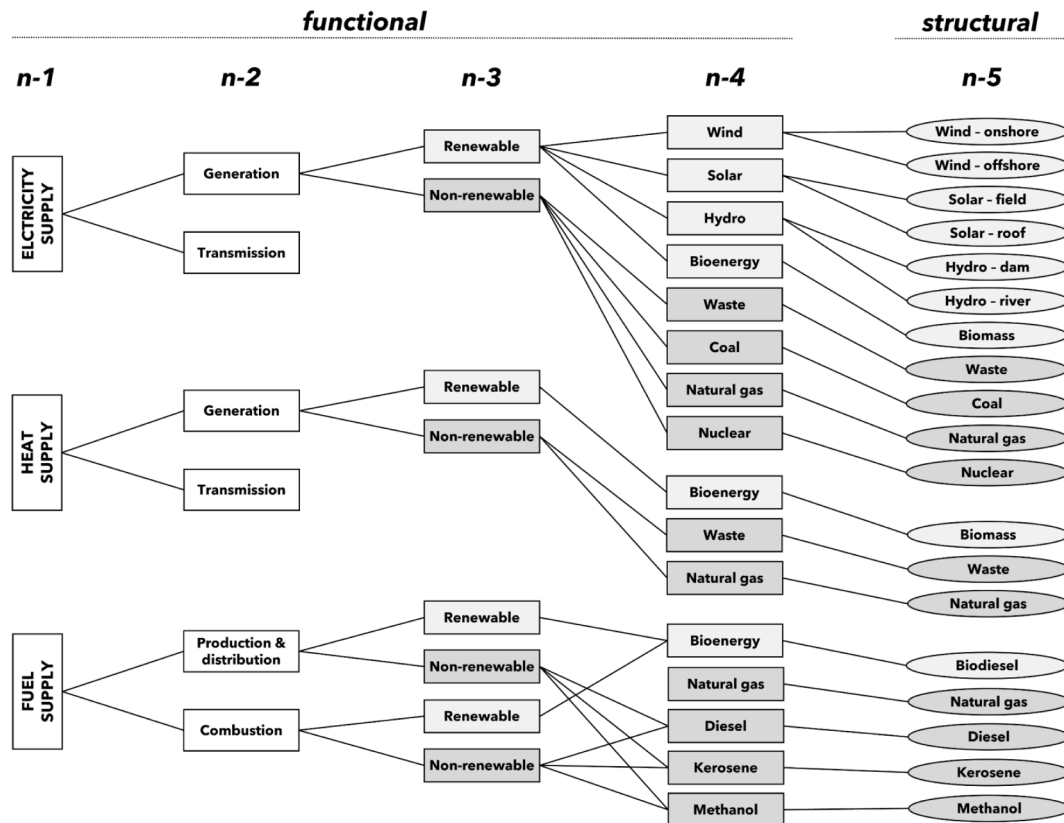 functional
structural
n-1
n-2
n-3
n-4
n-5
ELCTRICITY
SUPPLY
Generation
Transmission
Renewable
Non-renewable
Wind
Solar
Hydro
Bioenergy
Waste
Coal
Natural gas
Nuclear
Wind – onshore
Wind – offshore
Solar – field
Solar – roof
Hydro – dam
Hydro – river
Biomass
Waste
Coal
Natural gas
Nuclear
HEAT
SUPPLY
Generation
Transmission
Renewable
Non-renewable
Bioenergy
Waste
Natural gas
Biomass
Waste
Natural gas
FUEL
SUPPLY
Production &
distribution
Combustion
Renewable
Non-renewable
Renewable
Non-renewable
Bioenergy
Natural gas
Diesel
Kerosene
Methanol
Biodiesel
Natural gas
Diesel
Kerosene
Methanol